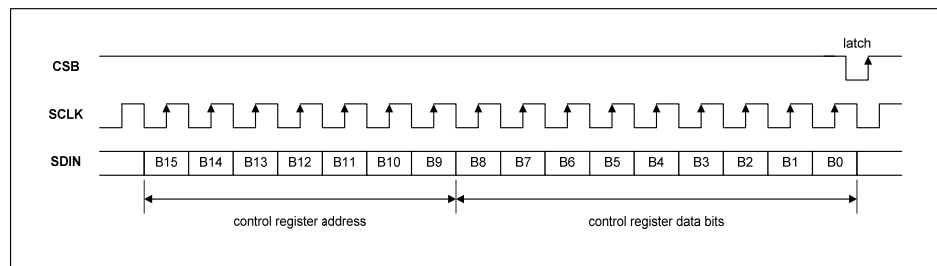 latch
CSB
SCLK
SDIN B15 B14 B13 B12 B11 B10 B9 B8 B7 B6 B5 B4 B3 B2 B1 B0
control register address control register data bits